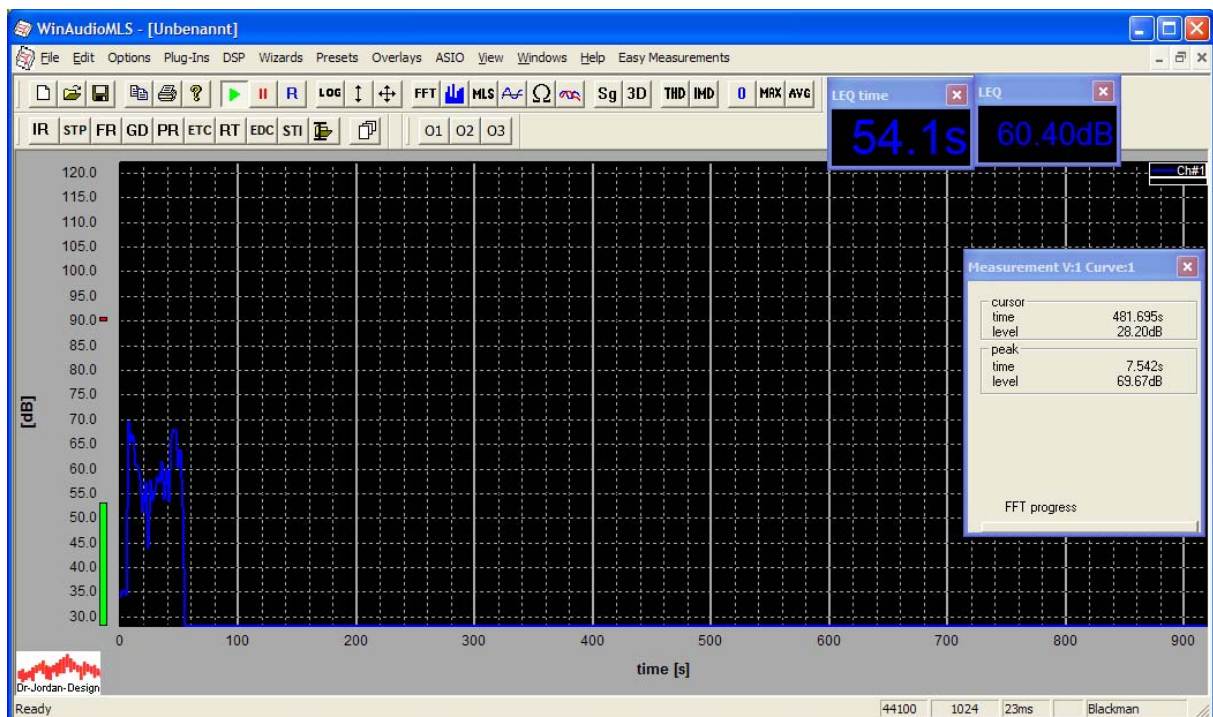 WinAudioMLS - [Unbenannt]
File Edit Options Plug-Ins DSP Wizards Presets Overlays ASIO View Windows Help Easy Measurements
R LOG FFT MLS Sg 3D THD IMD 0 MAX AVG
IR STP FR GD PR ETC RT EDC STI 01 02 03
LEQ time
54.1s
LEQ
60.40dB
Ch#1
120.0
115.0
110.0
105.0
100.0
95.0
90.0
85.0
80.0
75.0
70.0
65.0
60.0
55.0
50.0
45.0
40.0
35.0
30.0
[dB]
0 100 200 300 400 500 600 700 800 900
time [s]
Measurement V:1 Curve:1
cursor
time 481.695s
level 28.20dB
peak
time 7.542s
level 69.67dB
FFT progress
Dr-Jordan-Design
Ready 44100 1024 23ms Blackman